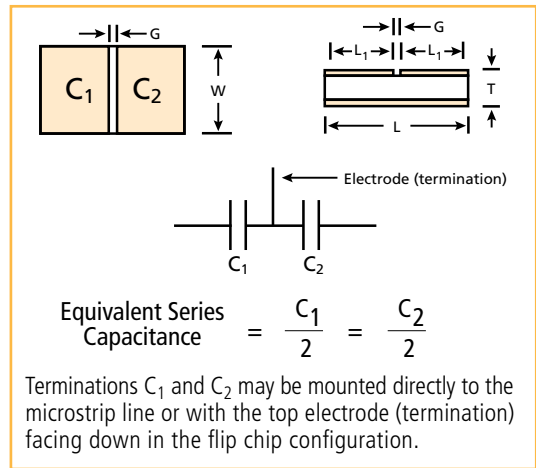 G
C₁ C₂
W
G
L₁ L₁
T
L
Electrode (termination)
C₁ C₂
Equivalent Series
Capacitance = C₁/2 = C₂/2
Terminations C₁ and C₂ may be mounted directly to the
microstrip line or with the top electrode (termination)
facing down in the flip chip configuration.